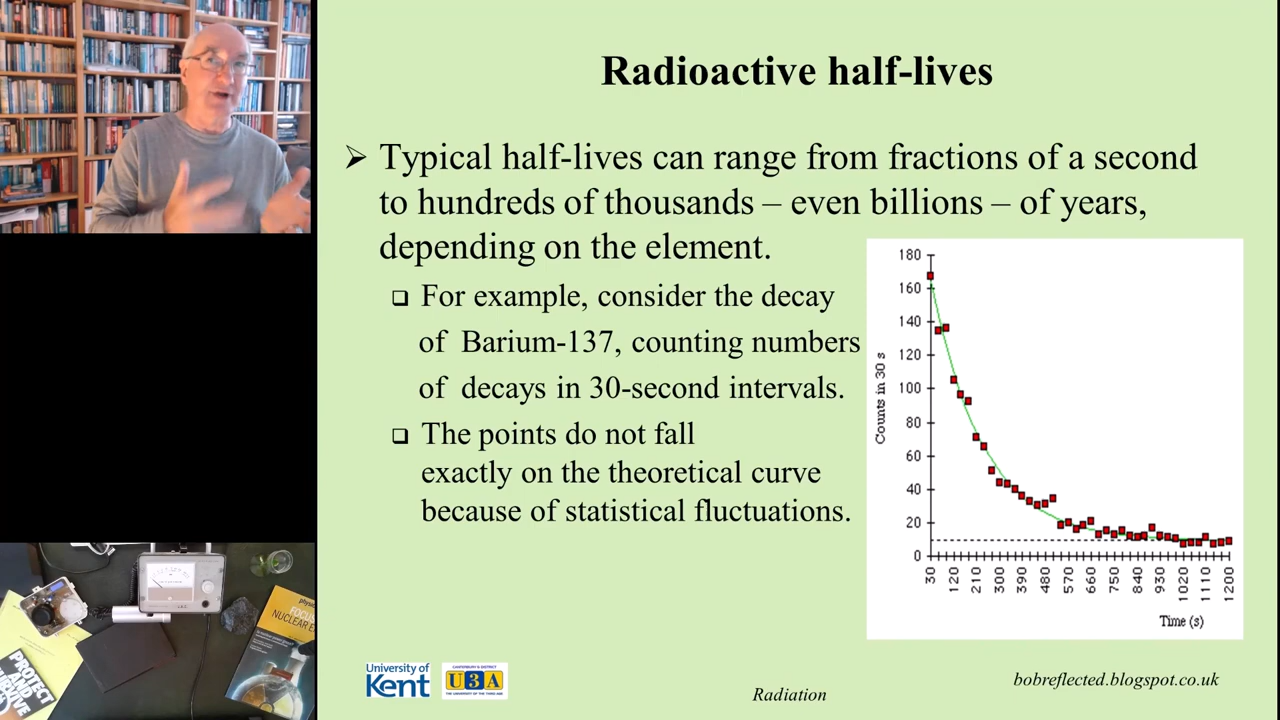 Radioactive half-lives
➢ Typical half-lives can range from fractions of a second
to hundreds of thousands – even billions – of years,
depending on the element.
❑ For example, consider the decay
of Barium-137, counting numbers
of decays in 30-second intervals.
❑ The points do not fall
exactly on the theoretical curve
because of statistical fluctuations.
180
160
140
120
100
80
60
40
20
0
Counts in 30 s
30 120 210 300 390 480 570 660 750 840 930 1020 1110 1200
Time (s)
PROTECT
AND
SURVIVE
FOCUS
NUCLEAR
University of
Kent
CANTERBURY & DISTRICT
U3A
THE UNIVERSITY OF THE THIRD AGE
Radiation
bobreflected.blogspot.co.uk